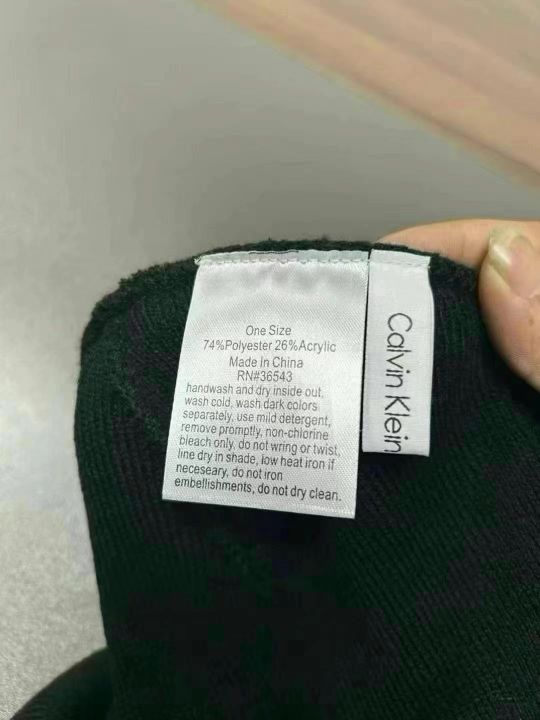 One Size
74%Polyester 26%Acrylic
Made in China
RN#36543
handwash and dry inside out,
wash cold, wash dark colors
separately, use mild detergent,
remove promptly, non-chlorine
bleach only, do not wring or twist,
line dry in shade, low heat iron if
neceseary, do not iron
embellishments, do not dry clean.
Calvin Klein